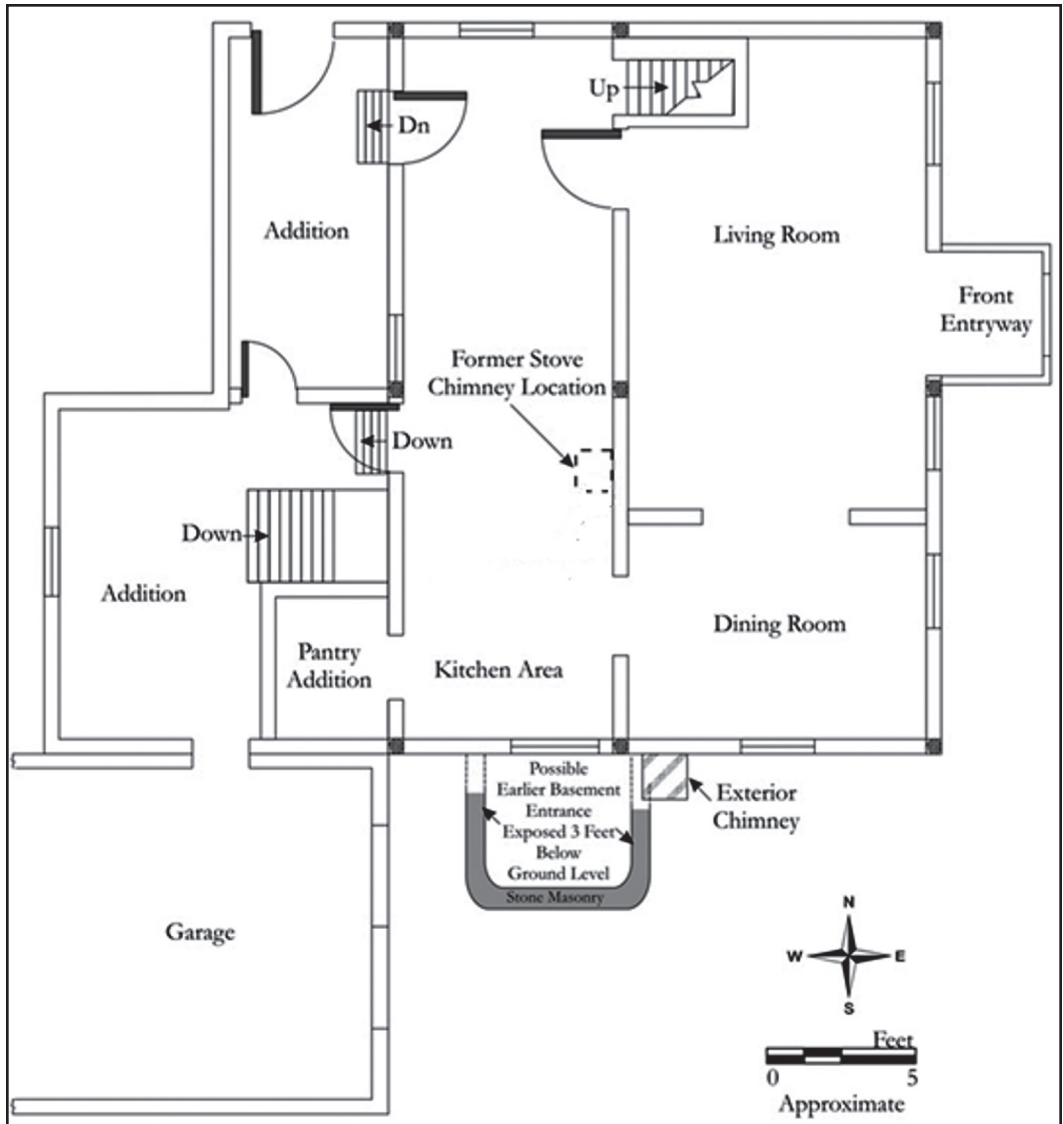 Up
Dn
Addition
Living Room
Front
Entryway
Former Stove
Chimney Location
Down
Down
Addition
Pantry
Addition
Kitchen Area
Dining Room
Possible
Earlier Basement
Entrance
Exposed 3 Feet
Below
Ground Level
Stone Masonry
Exterior
Chimney
Garage
N
W
E
S
Feet
0
5
Approximate